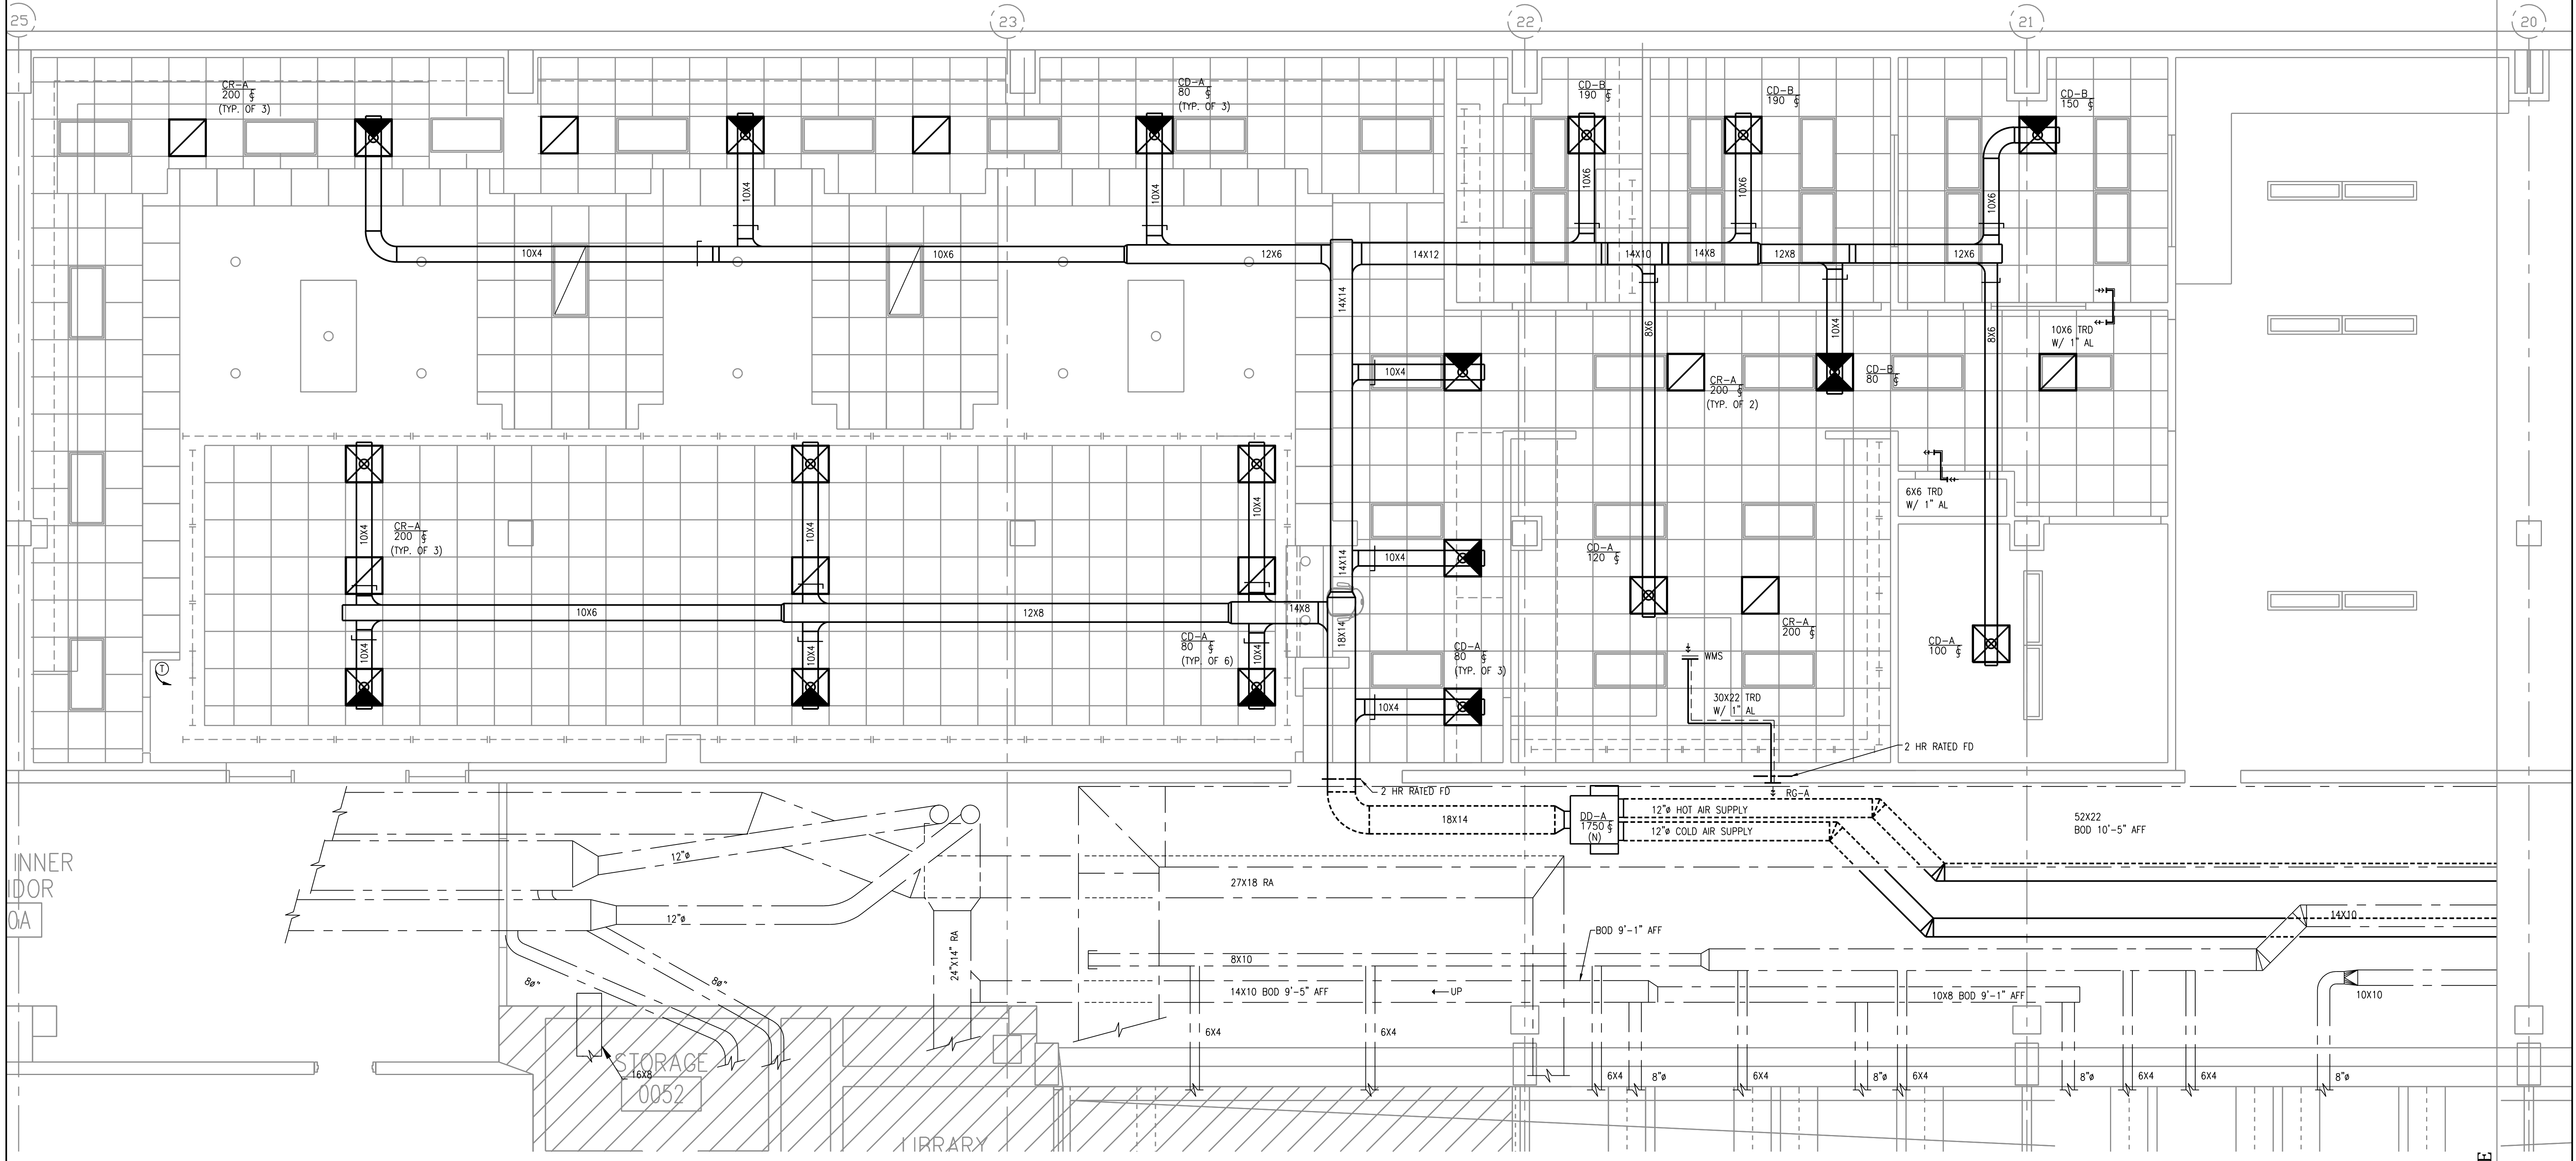 25
23
22
21
20
CR-A
200
(TYP. OF 3)
CD-A
80
(TYP. OF 3)
CD-B
190
CD-B
190
CD-B
150
10X4
10X4
10X6
10X6
10X6
10X4
10X6
12X6
14X12
14X10
14X8
12X8
12X6
14X14
8X6
10X4
8X6
10X6 TRD
W/ 1" AL
10X4
CR-A
200
(TYP. OF 2)
CD-B
80
6X6 TRD
W/ 1" AL
10X4
CR-A
200
(TYP. OF 3)
10X4
10X4
14X14
10X4
CD-A
120
10X6
12X8
14X8
18X14
CR-A
200
10X4
10X4
CD-A
80
(TYP. OF 6)
10X4
CD-A
80
(TYP. OF 3)
WMS
CD-A
100
T
30X22 TRD
W/ 1" AL
10X4
2 HR RATED FD
2 HR RATED FD
RG-A
18X14
DD-A
1750
(N)
12"ø HOT AIR SUPPLY
12"ø COLD AIR SUPPLY
52X22
BOD 10'-5" AFF
INNER
IDOR
0A
12"ø
12"ø
27X18 RA
14X10
BOD 9'-1" AFF
24"X14" RA
8X10
8"ø
8"ø
14X10 BOD 9'-5" AFF
UP
10X8 BOD 9'-1" AFF
10X10
6X4
6X4
STORAGE
16X8
0052
6X4
8"ø
6X4
8"ø
6X4
6X4
6X4
8"ø
LIBRARY